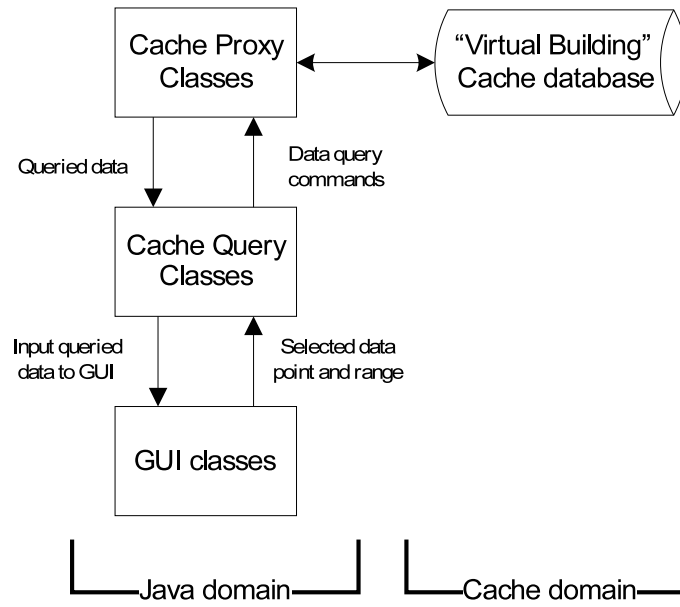 Cache Proxy
Classes
“Virtual Building”
Cache database
Queried data
Data query
commands
Cache Query
Classes
Input queried
data to GUI
Selected data
point and range
GUI classes
Java domain
Cache domain